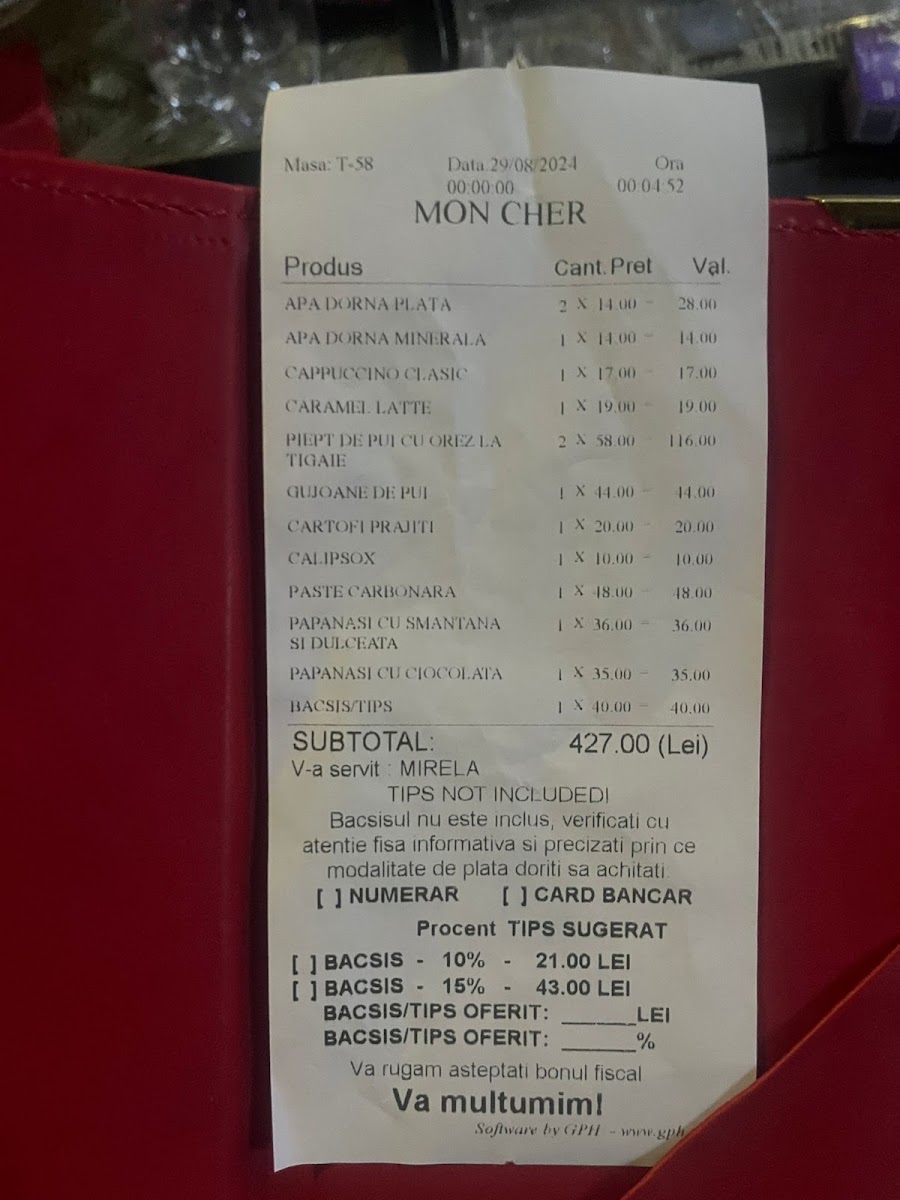 Masa: T-58 Data 29/08/2024 Ora
00:00:00 00:04:52
MON CHER
Produs Cant. Pret Val.
APA DORNA PLATA 2 X 14.00 = 28.00
APA DORNA MINERALA 1 X 14.00 = 14.00
CAPPUCCINO CLASIC 1 X 17.00 = 17.00
CARAMEL LATTE 1 X 19.00 = 19.00
PIEPT DE PUI CU OREZ LA 2 X 58.00 = 116.00
TIGAIE
GUJOANE DE PUI 1 X 44.00 = 44.00
CARTOFI PRAJITI 1 X 20.00 = 20.00
CALIPSOX 1 X 10.00 = 10.00
PASTE CARBONARA 1 X 48.00 = 48.00
PAPANASI CU SMANTANA 1 X 36.00 = 36.00
SI DULCEATA
PAPANASI CU CIOCOLATA 1 X 35.00 = 35.00
BACSIS/TIPS 1 X 40.00 = 40.00
SUBTOTAL: 427.00 (Lei)
V-a servit : MIRELA
TIPS NOT INCLUDED!
Bacsisul nu este inclus, verificati cu
atentie fisa informativa si precizati prin ce
modalitate de plata doriti sa achitati:
[ ] NUMERAR [ ] CARD BANCAR
Procent TIPS SUGERAT
[ ] BACSIS - 10% - 21.00 LEI
[ ] BACSIS - 15% - 43.00 LEI
BACSIS/TIPS OFERIT: ______LEI
BACSIS/TIPS OFERIT: ______%
Va rugam asteptati bonul fiscal
Va multumim!
Software by GPH - www.gph